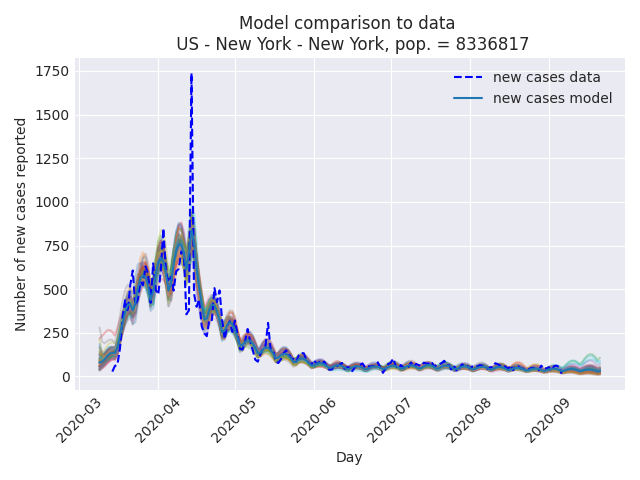 Model comparison to data
US - New York - New York, pop. = 8336817
new cases data
new cases model
Number of new cases reported
1750
1500
1250
1000
750
500
250
0
2020-03
2020-04
2020-05
2020-06
2020-07
2020-08
2020-09
Day